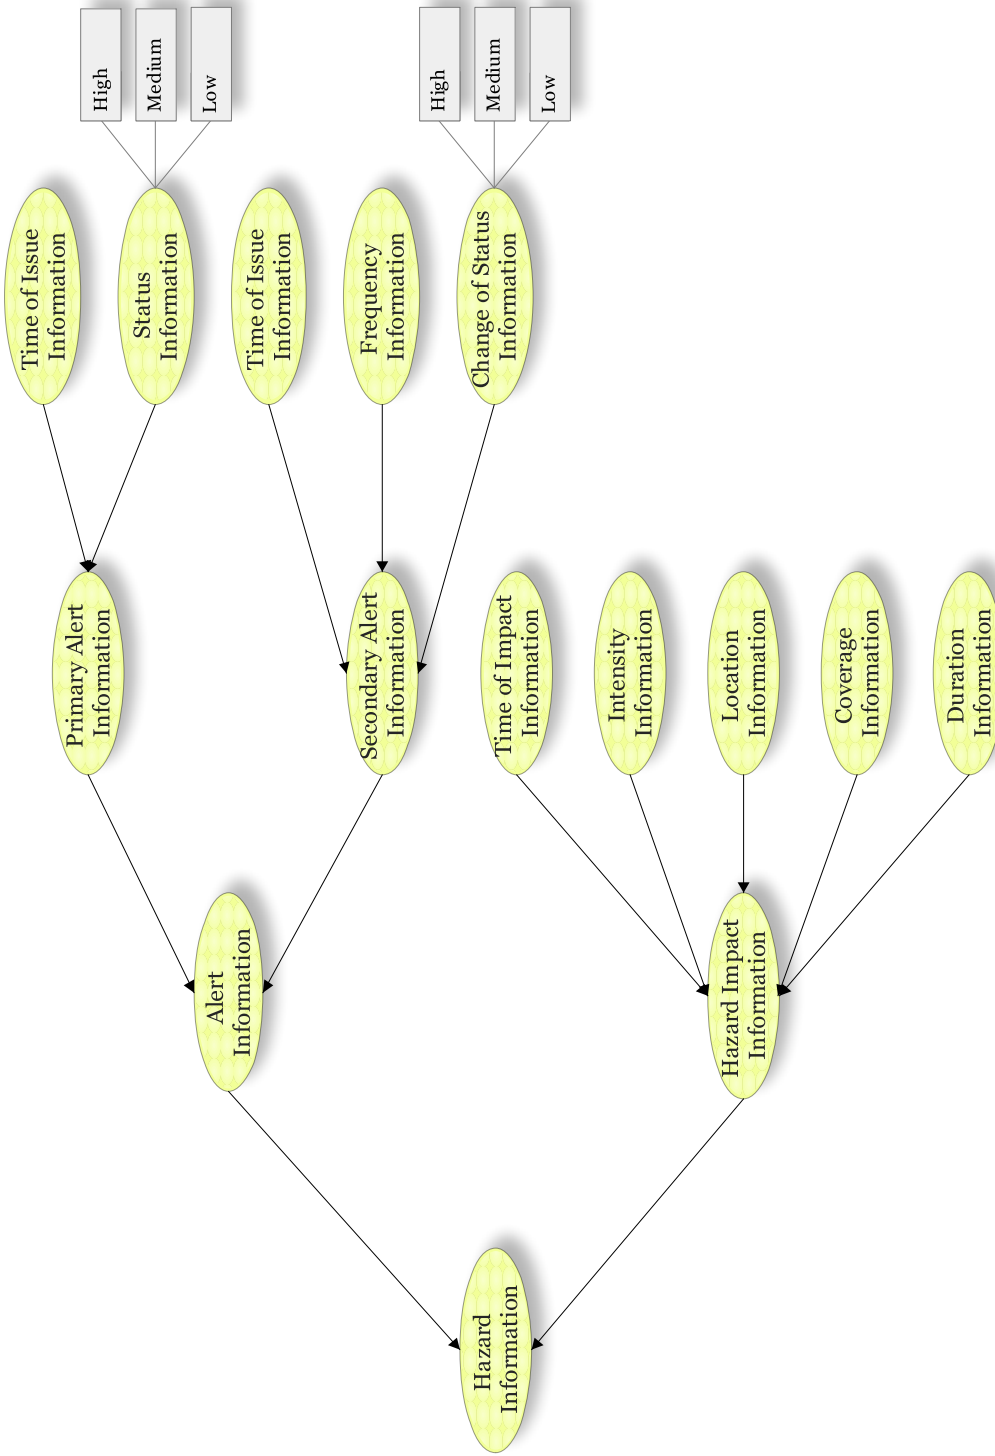 High
Medium
Low
High
Medium
Low
Time of Issue
Information
Status
Information
Time of Issue
Information
Frequency
Information
Change of Status
Information
Primary Alert
Information
Secondary Alert
Information
Time of Impact
Information
Intensity
Information
Location
Information
Coverage
Information
Duration
Information
Alert
Information
Hazard Impact
Information
Hazard
Information